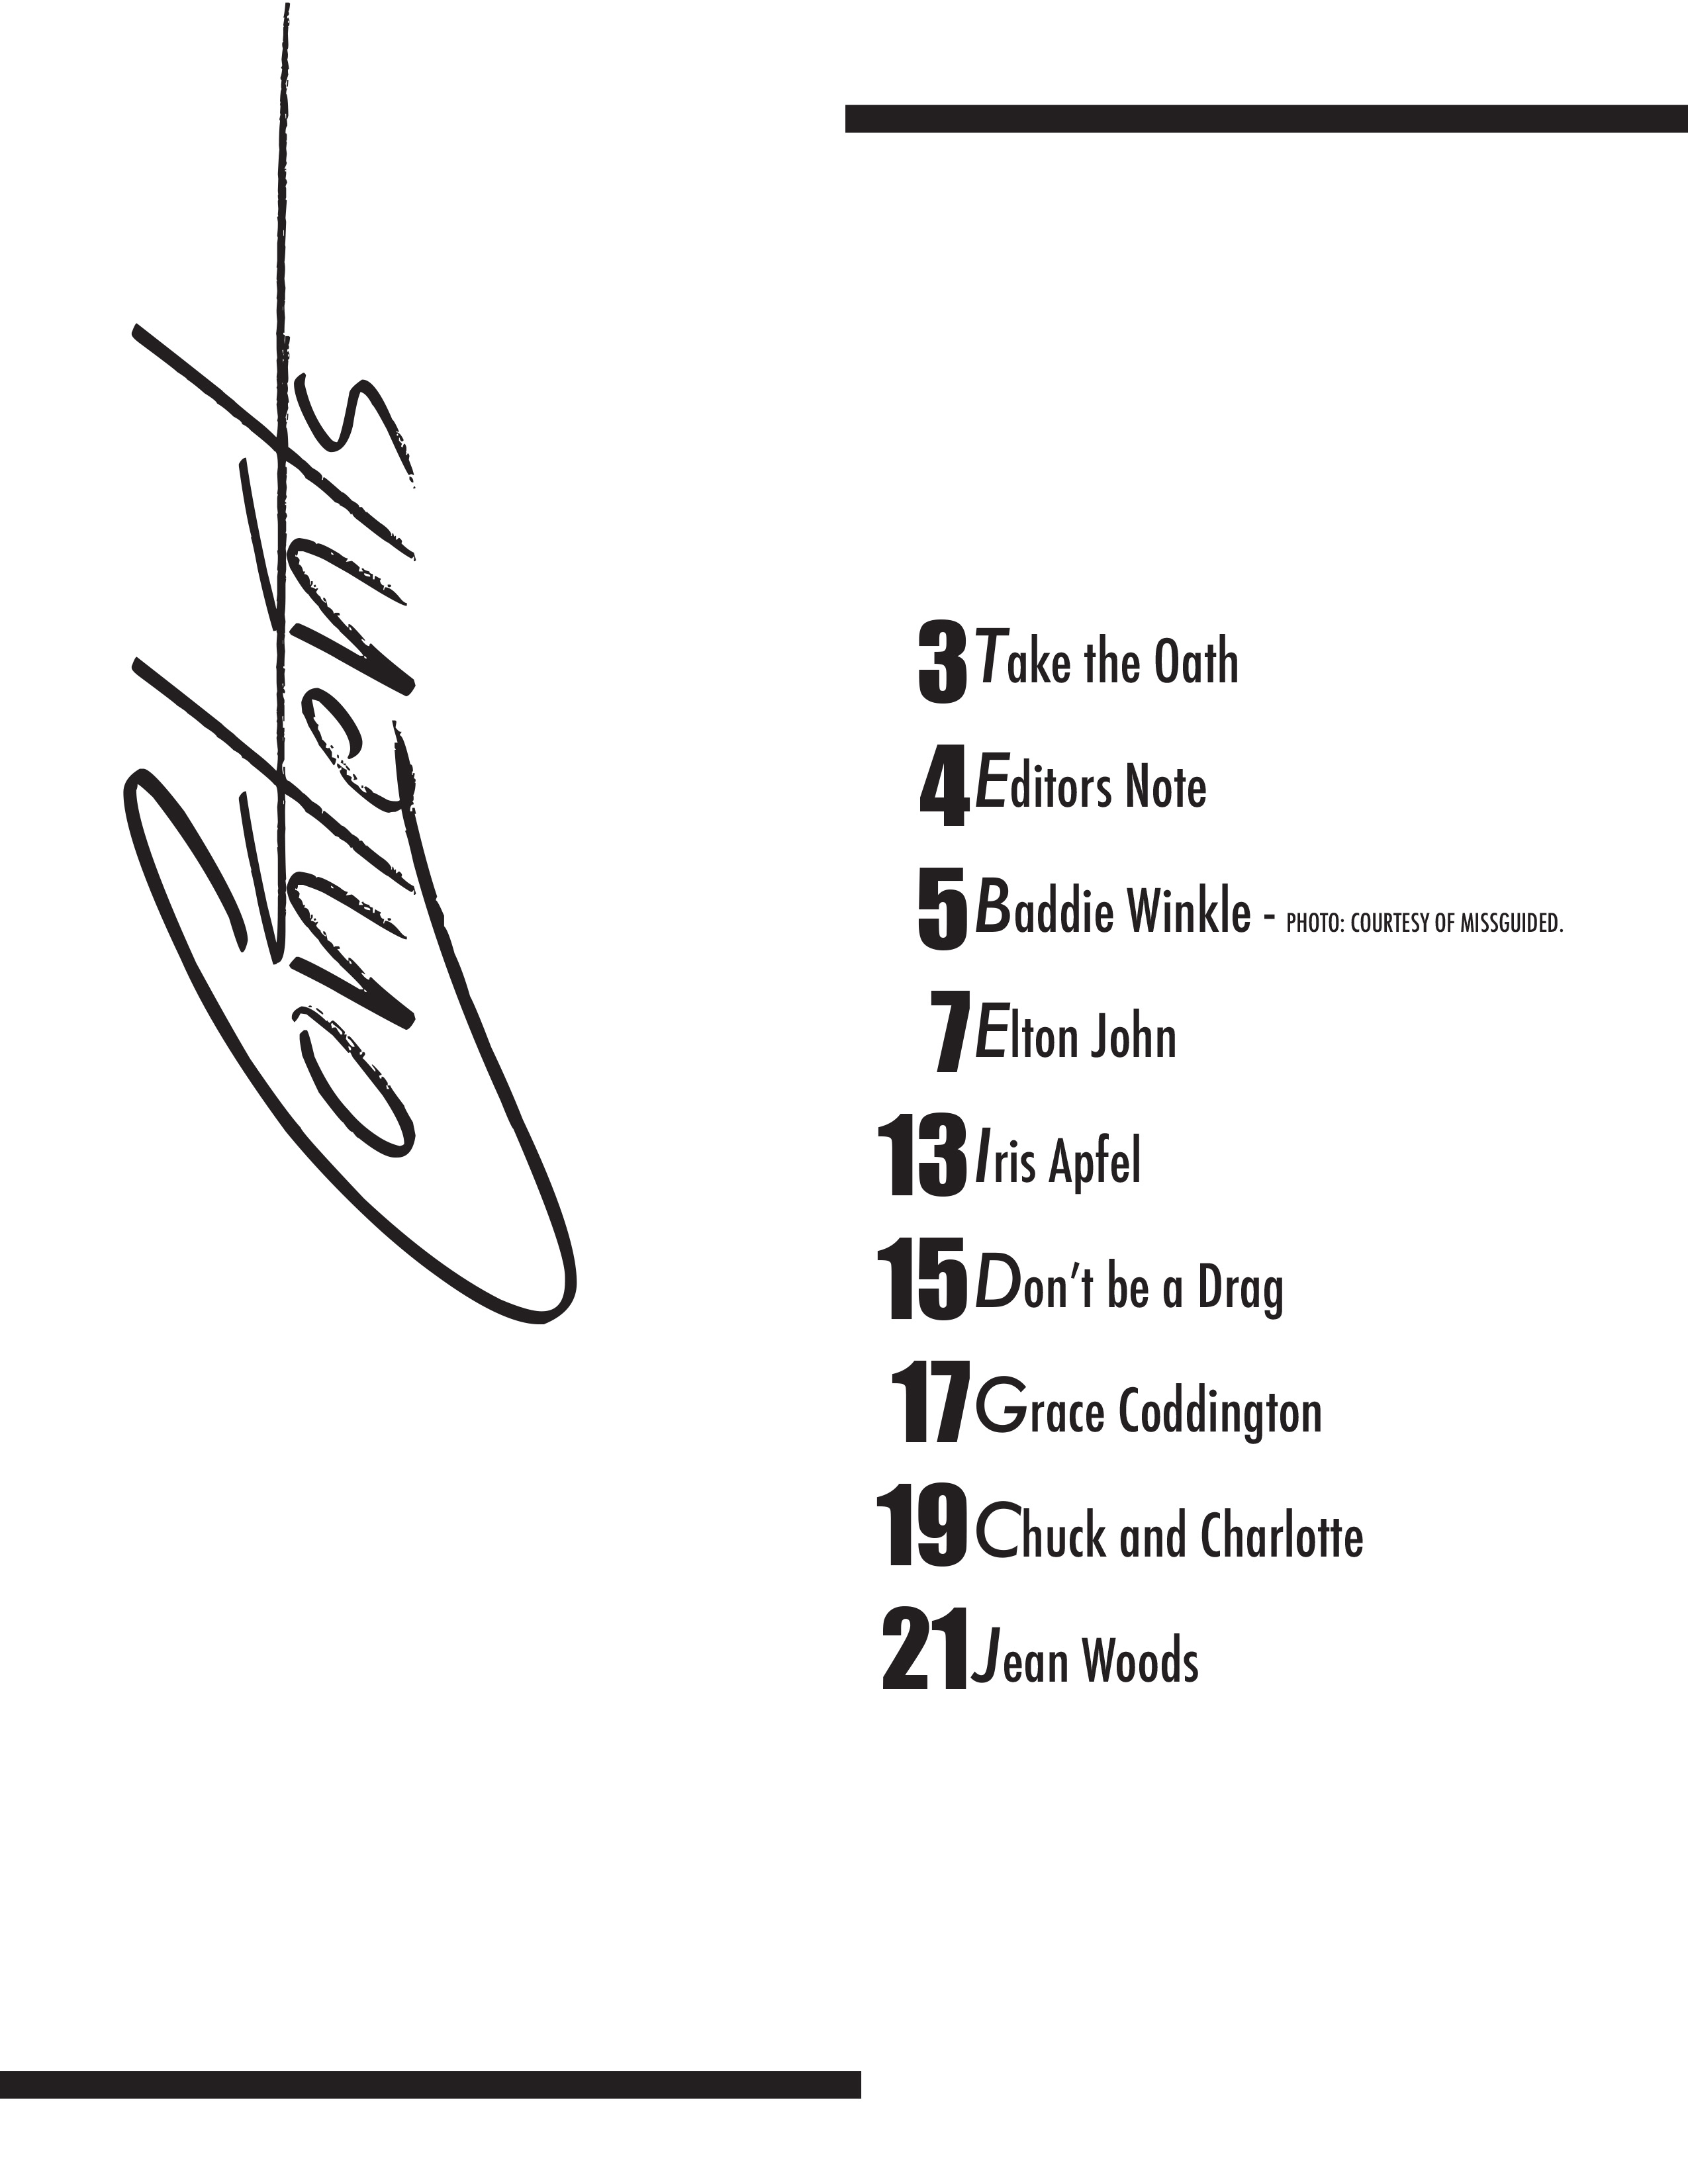 Contents
3 Take the Oath
4 Editors Note
5 Baddie Winkle - PHOTO: COURTESY OF MISSGUIDED.
7 Elton John
13 Iris Apfel
15 Don’t be a Drag
17 Grace Coddington
19 Chuck and Charlotte
21 Jean Woods